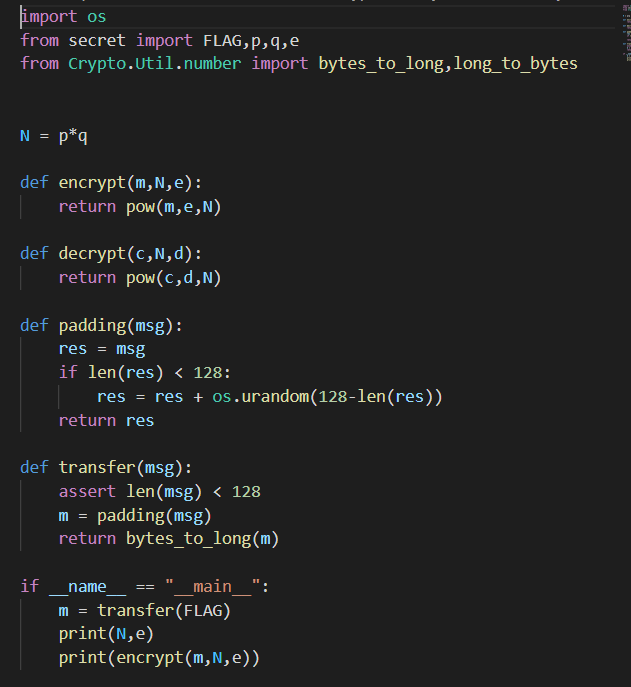 import os
from secret import FLAG,p,q,e
from Crypto.Util.number import bytes_to_long,long_to_bytes
N = p*q
def encrypt(m,N,e):
    return pow(m,e,N)
def decrypt(c,N,d):
    return pow(c,d,N)
def padding(msg):
    res = msg
    if len(res) < 128:
        res = res + os.urandom(128-len(res))
    return res
def transfer(msg):
    assert len(msg) < 128
    m = padding(msg)
    return bytes_to_long(m)
if __name__ == "__main__":
    m = transfer(FLAG)
    print(N,e)
    print(encrypt(m,N,e))